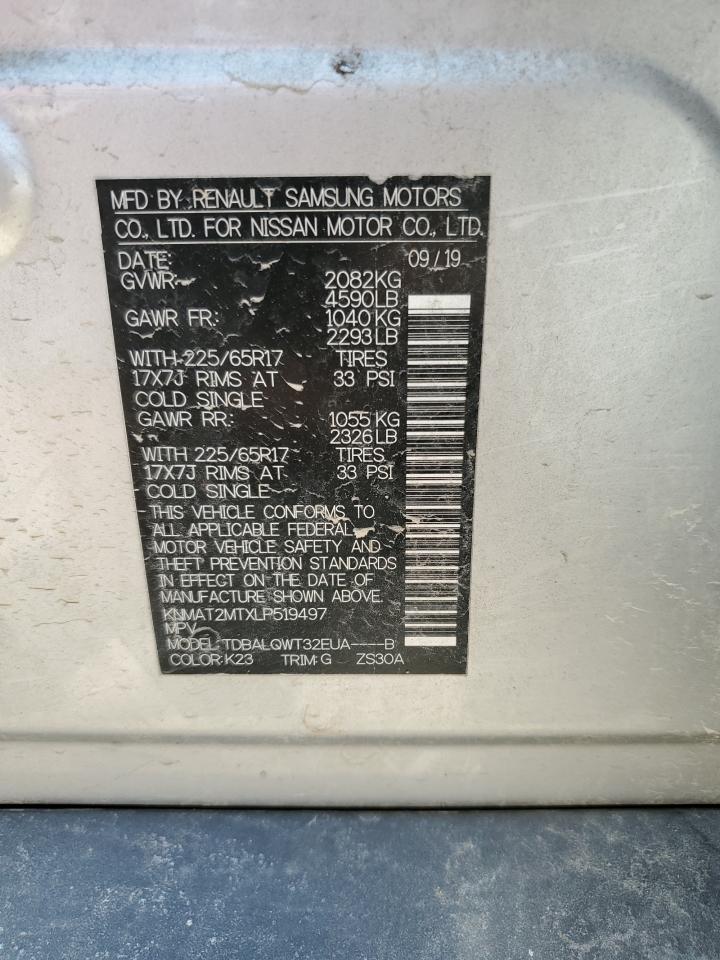 MFD BY RENAULT SAMSUNG MOTORS
CO., LTD. FOR NISSAN MOTOR CO., LTD.
DATE: 09/19
GVWR: 2082KG
4590LB
GAWR FR: 1040KG
2293LB
WITH 225/65R17 TIRES
17X7J RIMS AT 33 PSI
COLD SINGLE
GAWR RR: 1055KG
2326LB
WITH 225/65R17 TIRES
17X7J RIMS AT 33 PSI
COLD SINGLE
THIS VEHICLE CONFORMS TO
ALL APPLICABLE FEDERAL
MOTOR VEHICLE SAFETY AND
THEFT PREVENTION STANDARDS
IN EFFECT ON THE DATE OF
MANUFACTURE SHOWN ABOVE.
KNMAT2MTXLP519497
MPV
MODEL: TDBALQWT32EUA----B
COLOR: K23 TRIM: G ZS30A